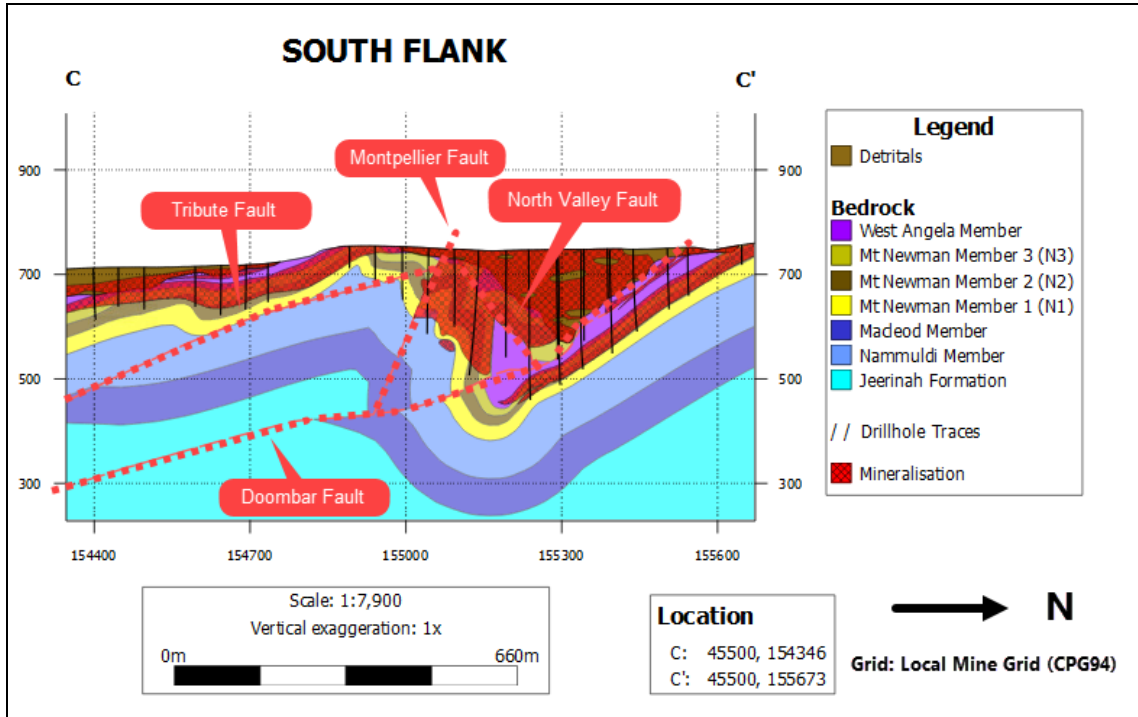 SOUTH FLANK
C
C'
Montpellier Fault
North Valley Fault
Tribute Fault
Doombar Fault
900
700
500
300
900
700
500
300
154400
154700
155000
155300
155600
Legend
Detritals
Bedrock
West Angela Member
Mt Newman Member 3 (N3)
Mt Newman Member 2 (N2)
Mt Newman Member 1 (N1)
Macleod Member
Nammuldi Member
Jeerinah Formation
/ / Drillhole Traces
Mineralisation
Scale: 1:7,900
Vertical exaggeration: 1x
0m 660m
Location
C: 45500, 154346
C': 45500, 155673
N
Grid: Local Mine Grid (CPG94)